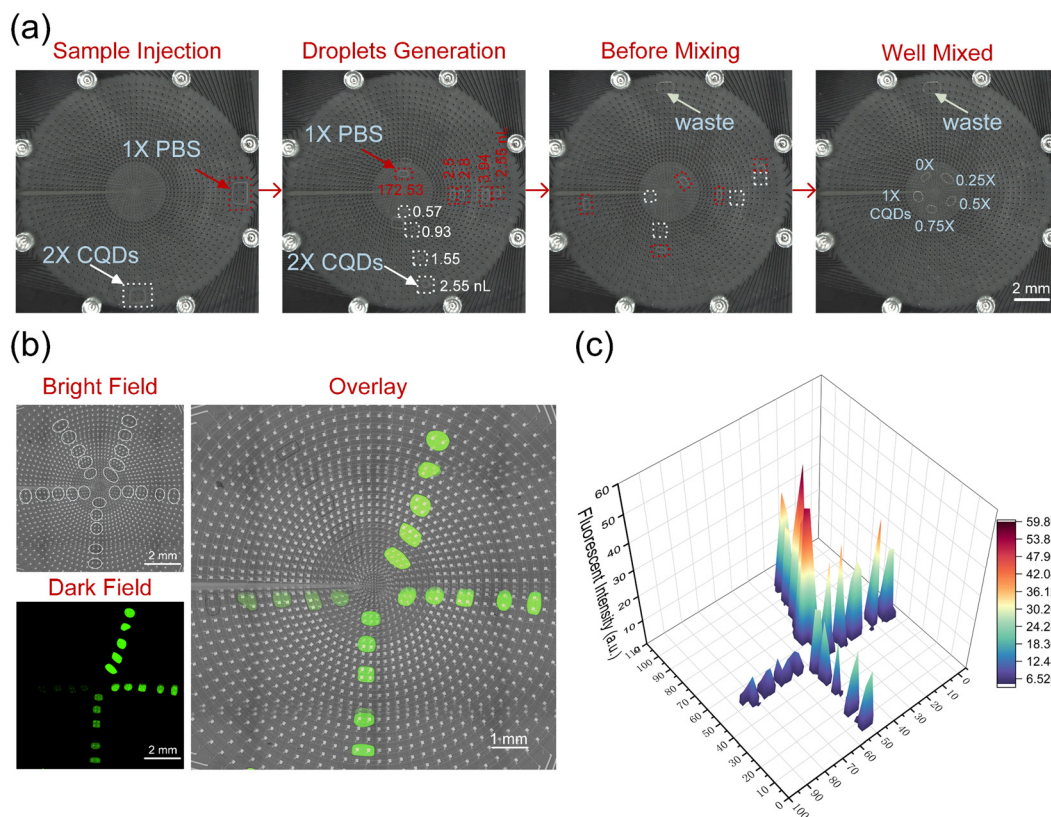 (a)
Sample Injection
Droplets Generation
Before Mixing
Well Mixed
1X PBS
2X CQDs
1X PBS
172.53
2.5
2.8
3.94
2.55 nL
0.57
0.93
1.55
2X CQDs
2.55 nL
waste
waste
0X
0.25X
1X
CQDs
0.5X
0.75X
2 mm
(b)
Bright Field
2 mm
Dark Field
2 mm
Overlay
1 mm
(c)
Fluorescent Intensity (a.u.)
60
50
40
30
20
10
0
110
100
90
80
70
60
50
40
30
20
10
0
100
90
80
70
60
50
40
30
20
10
0
59.8
53.8
47.9
42.0
36.1
30.2
24.2
18.3
12.4
6.520